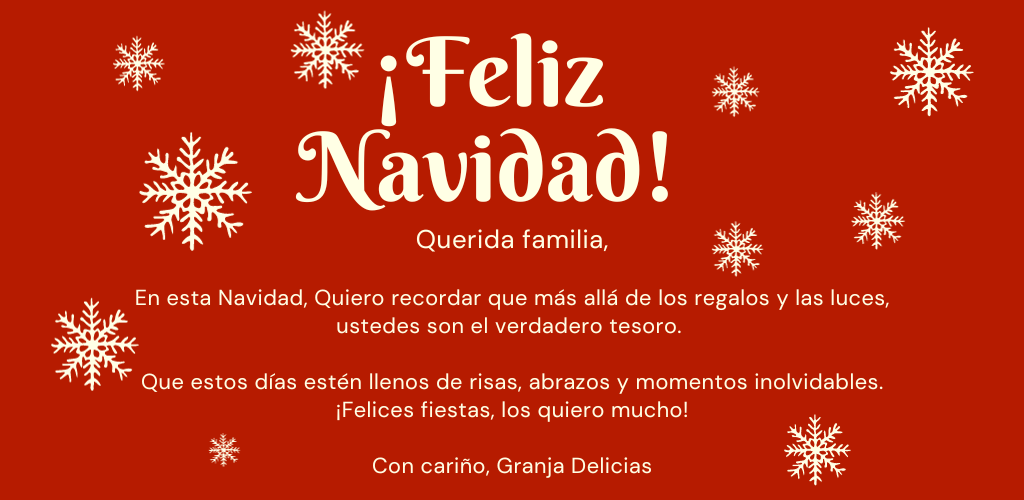 ¡Feliz
Navidad!
Querida familia,
En esta Navidad, Quiero recordar que más allá de los regalos y las luces,
ustedes son el verdadero tesoro.
Que estos días estén llenos de risas, abrazos y momentos inolvidables.
¡Felices fiestas, los quiero mucho!
Con cariño, Granja Delicias